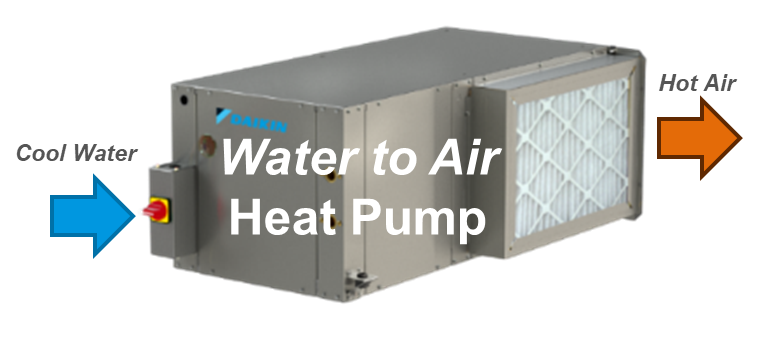 Hot Air
DAIKIN
Cool Water
Water to Air
Heat Pump